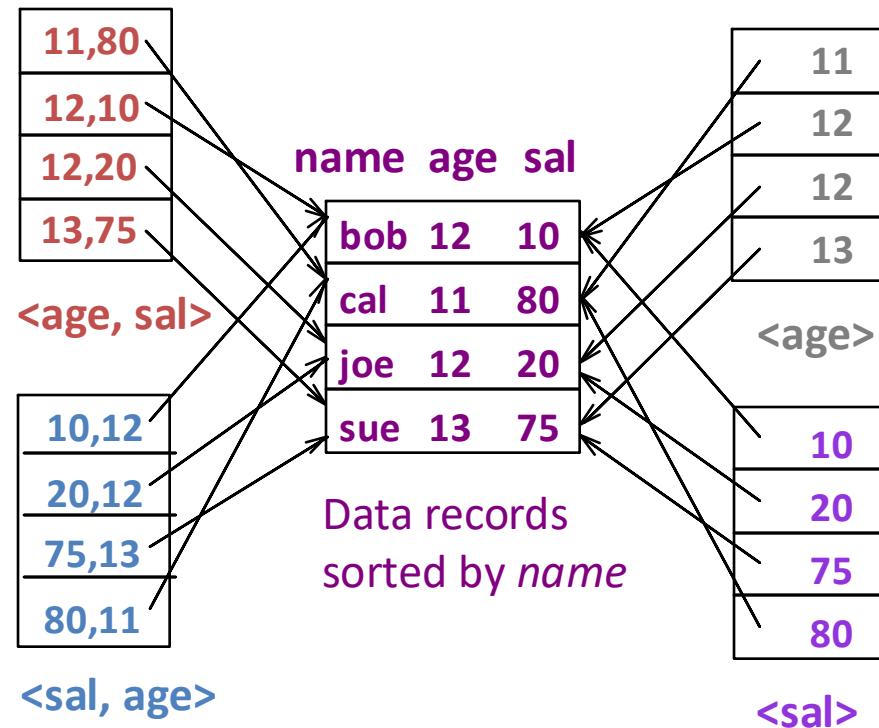 11,80
12,10
12,20
13,75
<age, sal>
10,12
20,12
75,13
80,11
<sal, age>
name age sal
bob 12 10
cal 11 80
joe 12 20
sue 13 75
Data records
sorted by name
11
12
12
13
<age>
10
20
75
80
<sal>